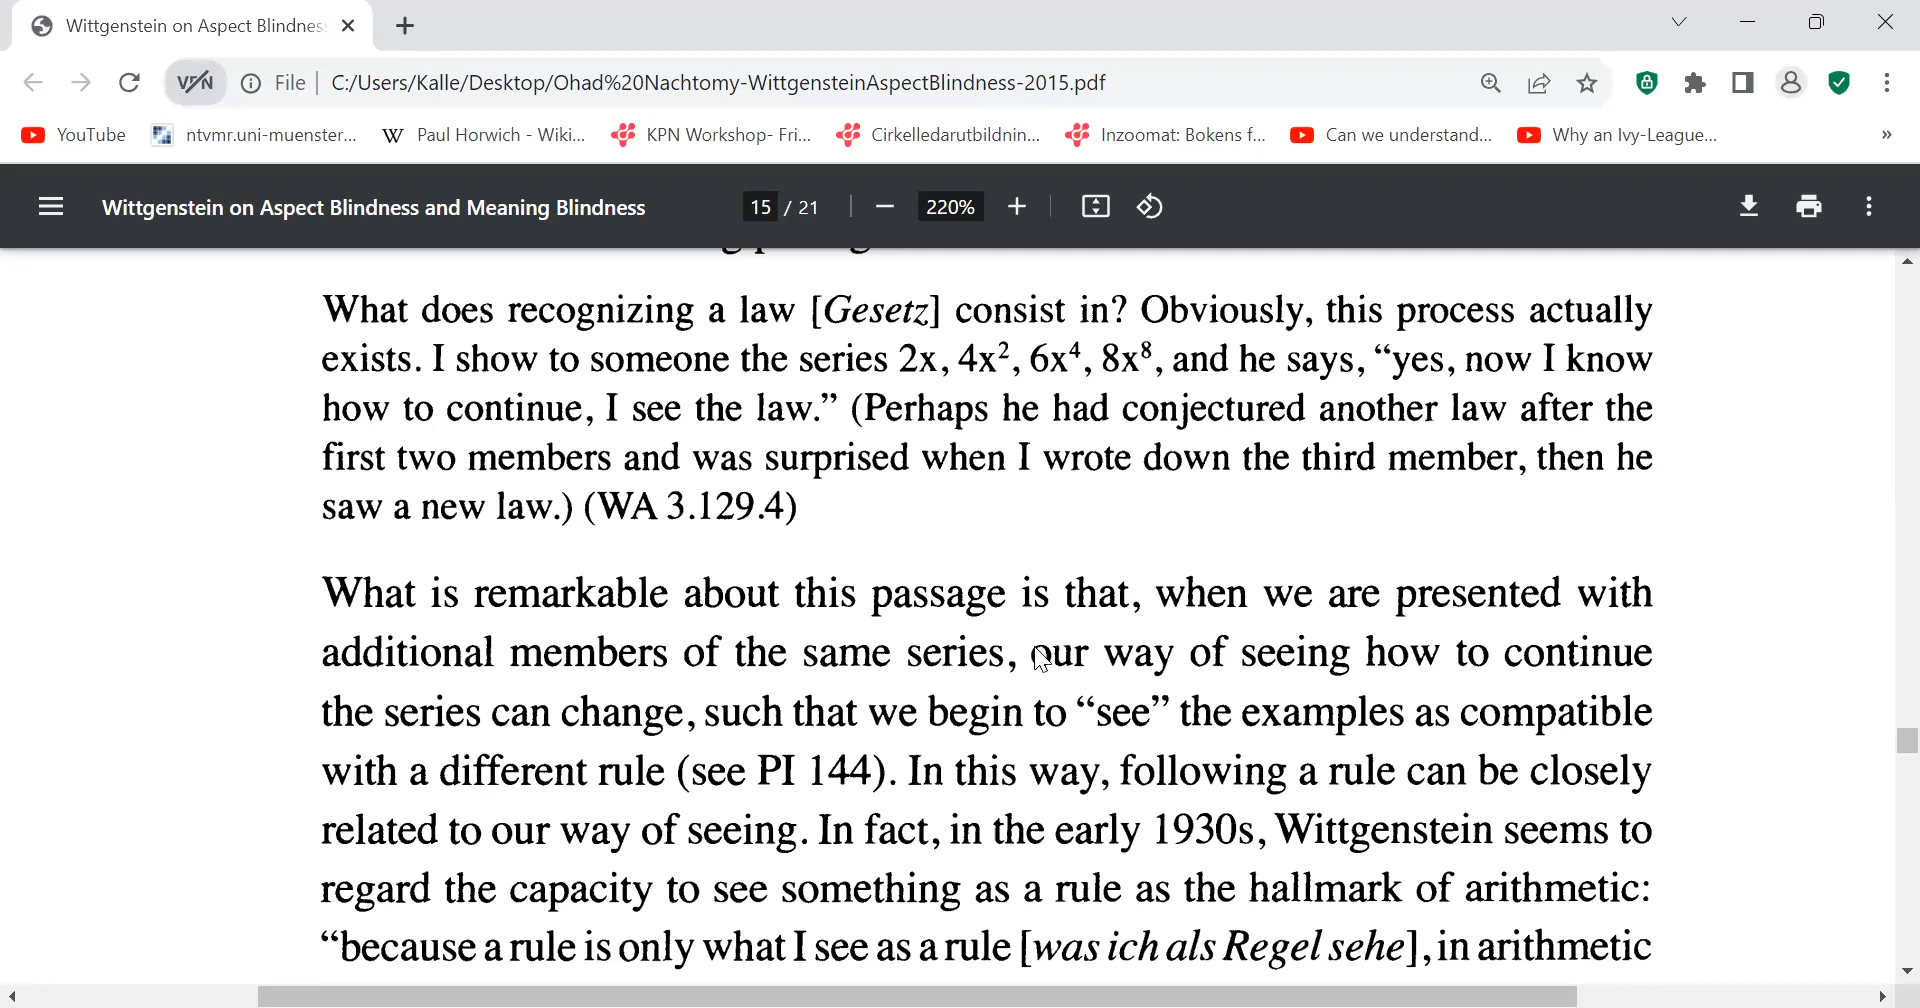 Wittgenstein on Aspect Blindnes
VPN File C:/Users/Kalle/Desktop/Ohad%20Nachtomy-WittgensteinAspectBlindness-2015.pdf
YouTube ntvmr.uni-muenster... W Paul Horwich - Wiki... KPN Workshop- Fri... Cirkelledarutbildnin... Inzoomat: Bokens f... Can we understand... Why an Ivy-League... »
Wittgenstein on Aspect Blindness and Meaning Blindness 15 / 21 — 220% +
What does recognizing a law [Gesetz] consist in? Obviously, this process actually
exists. I show to someone the series 2x, 4x², 6x⁴, 8x⁸, and he says, “yes, now I know
how to continue, I see the law.” (Perhaps he had conjectured another law after the
first two members and was surprised when I wrote down the third member, then he
saw a new law.) (WA 3.129.4)
What is remarkable about this passage is that, when we are presented with
additional members of the same series, our way of seeing how to continue
the series can change, such that we begin to “see” the examples as compatible
with a different rule (see PI 144). In this way, following a rule can be closely
related to our way of seeing. In fact, in the early 1930s, Wittgenstein seems to
regard the capacity to see something as a rule as the hallmark of arithmetic:
“because a rule is only what I see as a rule [was ich als Regel sehe], in arithmetic